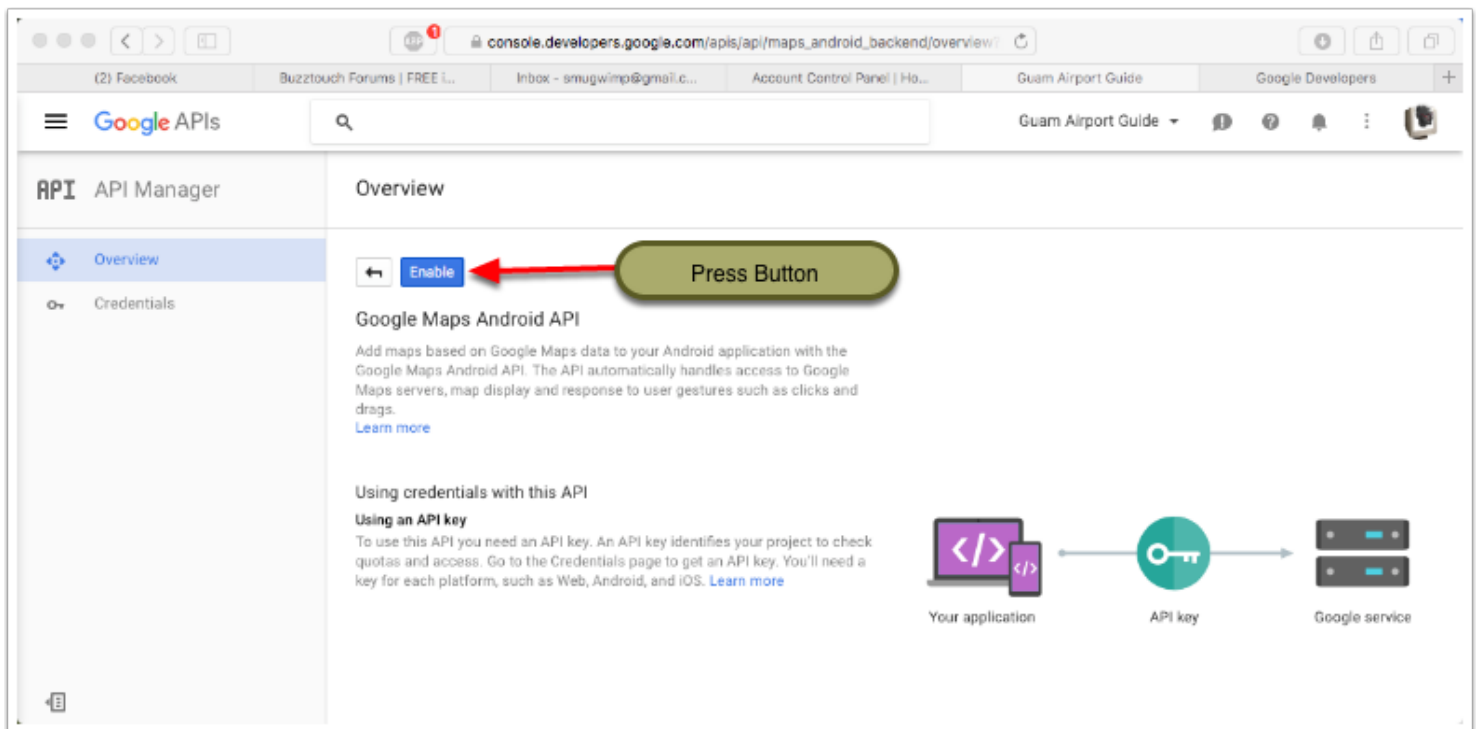 1
console.developers.google.com/apis/api/maps_android_backend/overview?
(2) Facebook
Buzztouch Forums | FREE i...
Inbox - smugwimp@gmail.c...
Account Control Panel | Ho...
Guam Airport Guide
Google Developers
Google APIs
Guam Airport Guide
API API Manager
Overview
Overview
Credentials
Enable
Press Button
Google Maps Android API
Add maps based on Google Maps data to your Android application with the
Google Maps Android API. The API automatically handles access to Google
Maps servers, map display and response to user gestures such as clicks and
drags.
Learn more
Using credentials with this API
Using an API key
To use this API you need an API key. An API key identifies your project to check
quotas and access. Go to the Credentials page to get an API key. You'll need a
key for each platform, such as Web, Android, and iOS. Learn more
</>
</>
Your application
API key
Google service